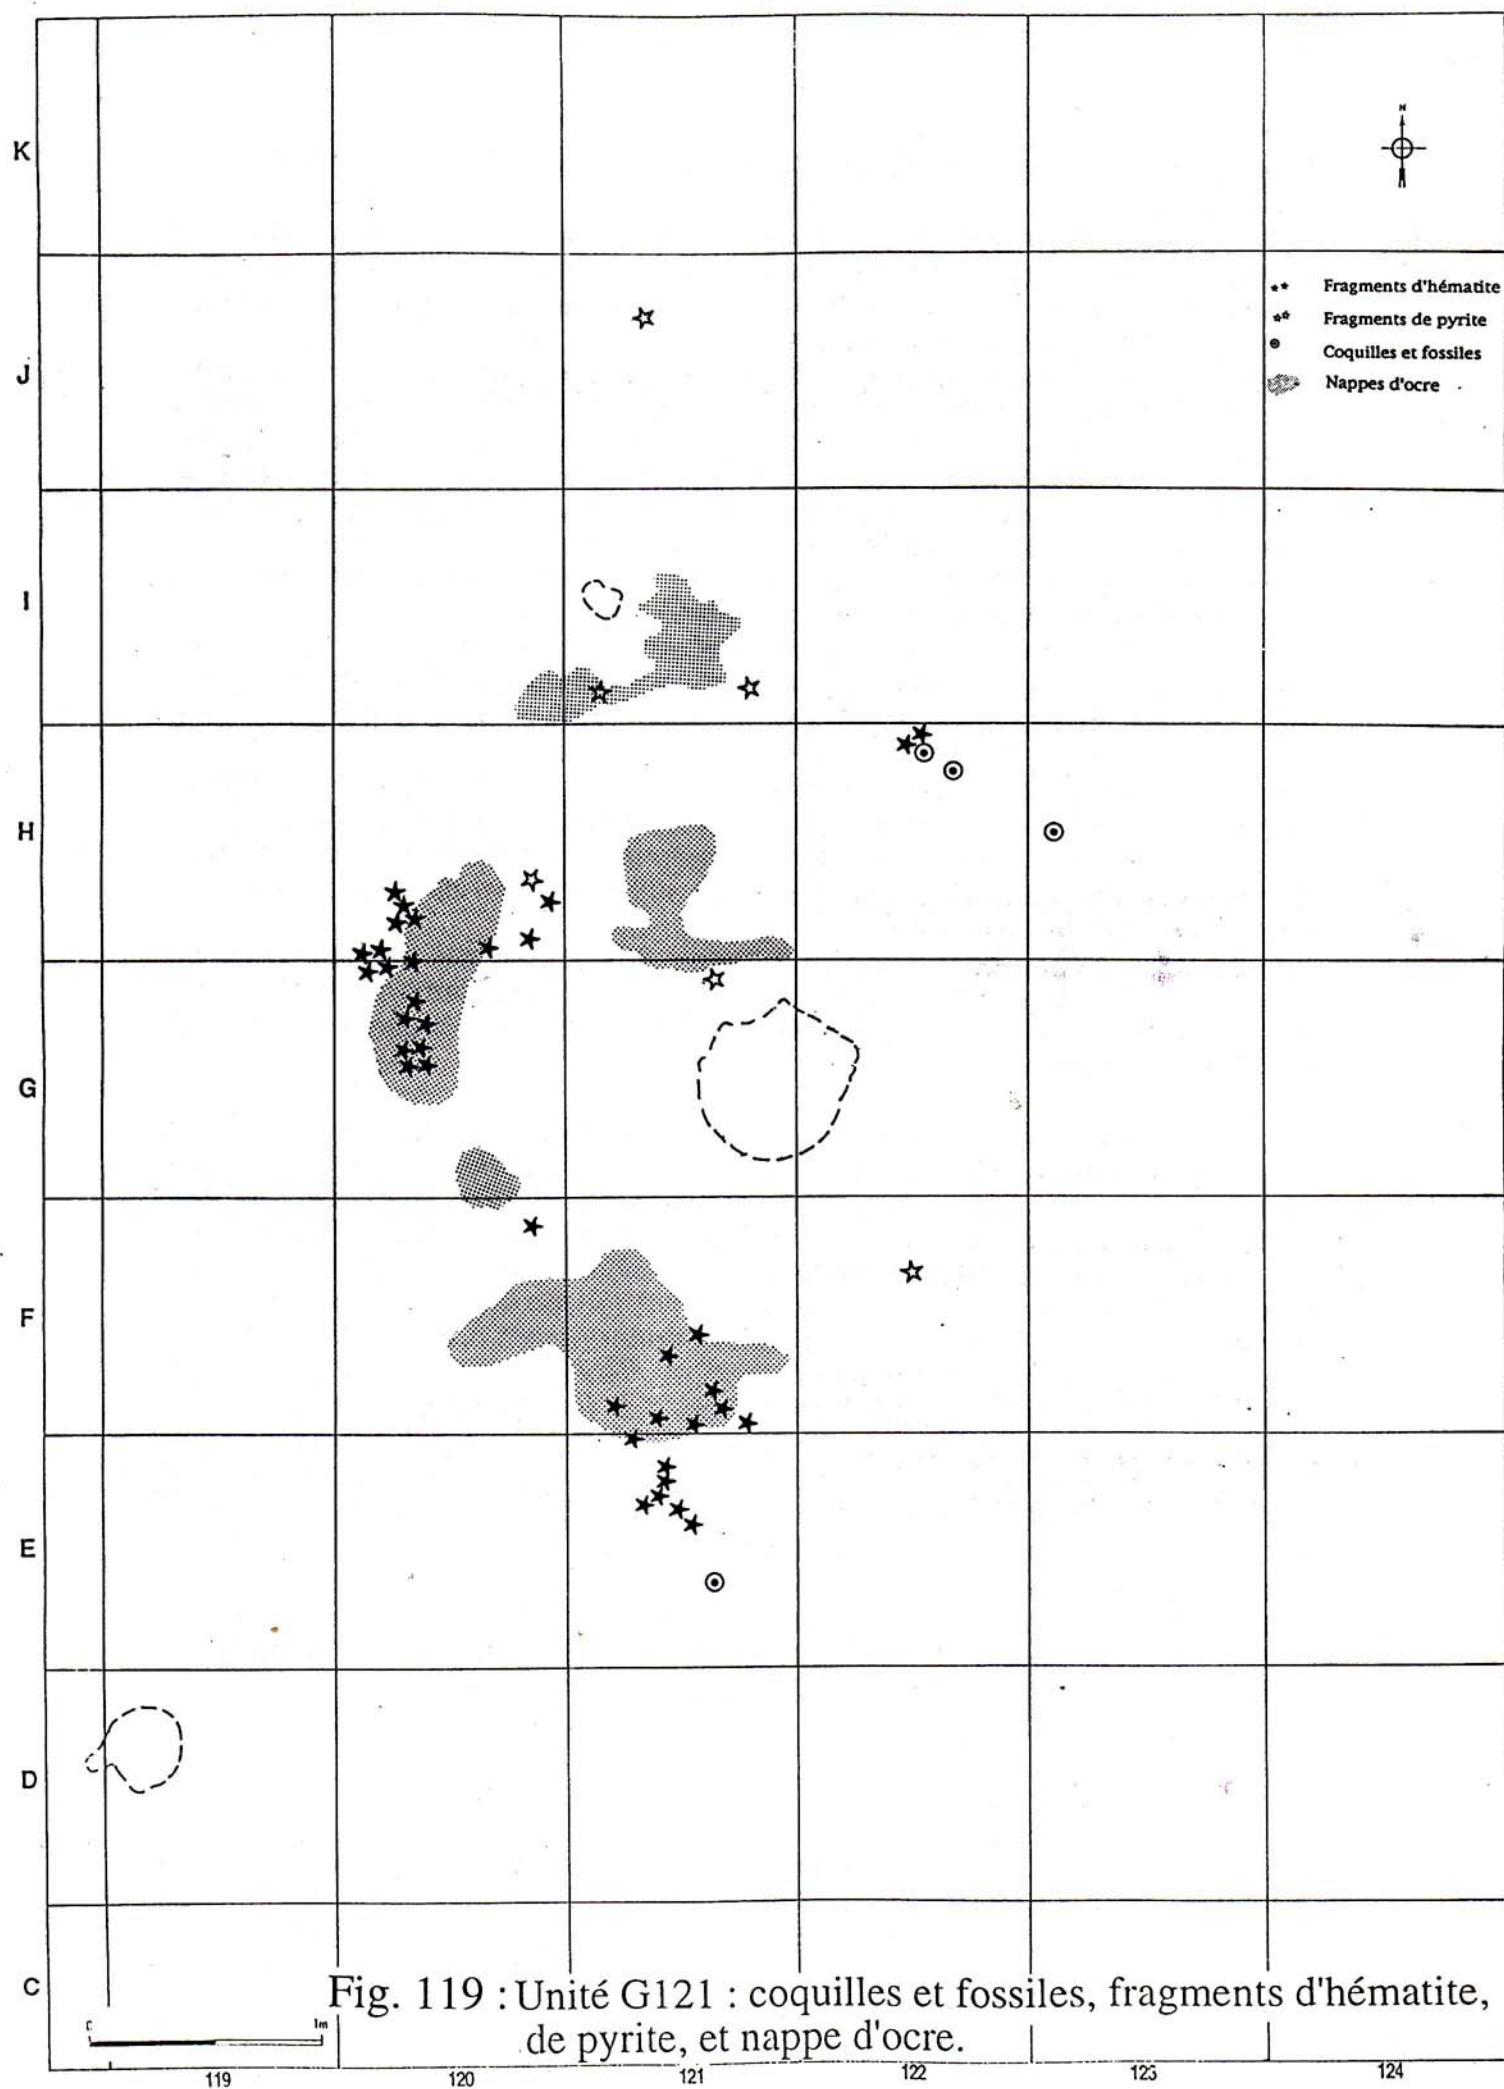 N
K
Fragments d'hématite
Fragments de pyrite
J
Coquilles et fossiles
Nappes d'ocre
I
H
G
F
E
D
C
Fig. 119 : Unité G121 : coquilles et fossiles, fragments d'hématite,
de pyrite, et nappe d'ocre.
1m
119 120 121 122 123 124